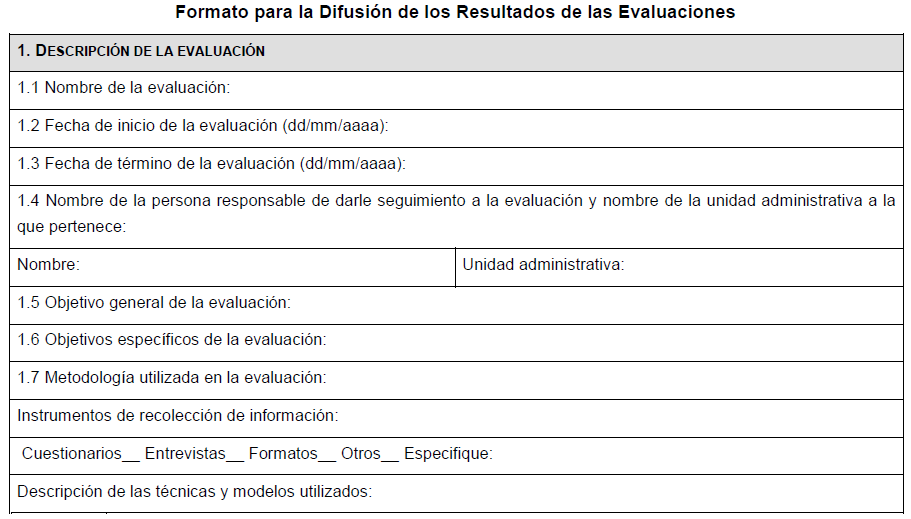 Formato para la Difusión de los Resultados de las Evaluaciones
1. DESCRIPCIÓN DE LA EVALUACIÓN
1.1 Nombre de la evaluación:
1.2 Fecha de inicio de la evaluación (dd/mm/aaaa):
1.3 Fecha de término de la evaluación (dd/mm/aaaa):
1.4 Nombre de la persona responsable de darle seguimiento a la evaluación y nombre de la unidad administrativa a la
que pertenece:
Nombre: Unidad administrativa:
1.5 Objetivo general de la evaluación:
1.6 Objetivos específicos de la evaluación:
1.7 Metodología utilizada en la evaluación:
Instrumentos de recolección de información:
Cuestionarios__ Entrevistas__ Formatos__ Otros__ Especifique:
Descripción de las técnicas y modelos utilizados: